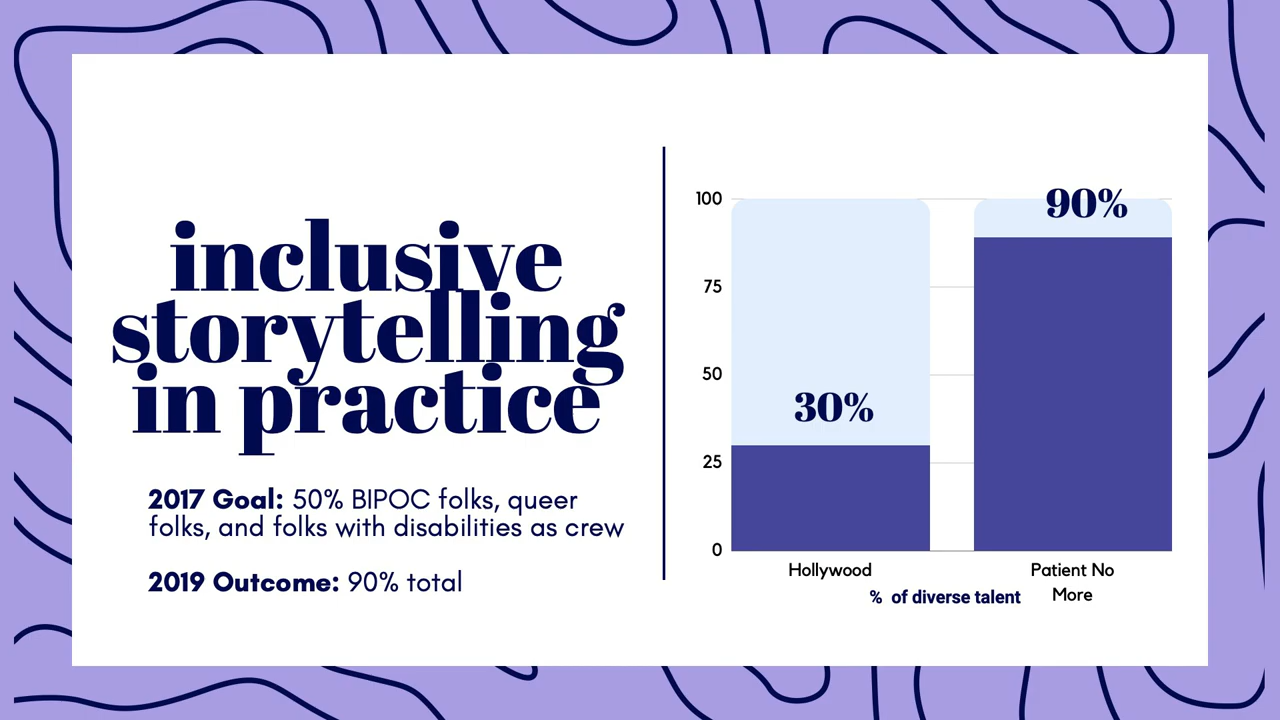 inclusive
storytelling
in practice
2017 Goal: 50% BIPOC folks, queer
folks, and folks with disabilities as crew
2019 Outcome: 90% total
100
75
50
25
0
30%
90%
Hollywood
Patient No
More
% of diverse talent